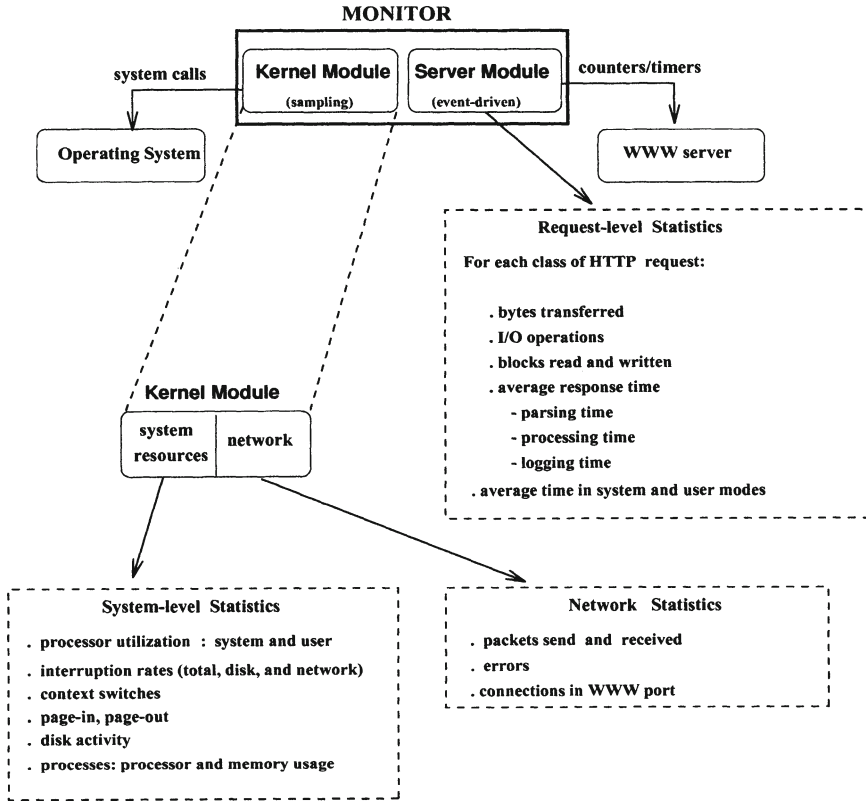 MONITOR
system calls
Kernel Module
(sampling)
Server Module
(event-driven)
counters/timers
Operating System
WWW server
Request-level Statistics
For each class of HTTP request:
. bytes transferred
. I/O operations
. blocks read and written
. average response time
- parsing time
- processing time
- logging time
. average time in system and user modes
Kernel Module
system
resources
network
System-level Statistics
. processor utilization : system and user
. interruption rates (total, disk, and network)
. context switches
. page-in, page-out
. disk activity
. processes: processor and memory usage
Network Statistics
. packets send and received
. errors
. connections in WWW port